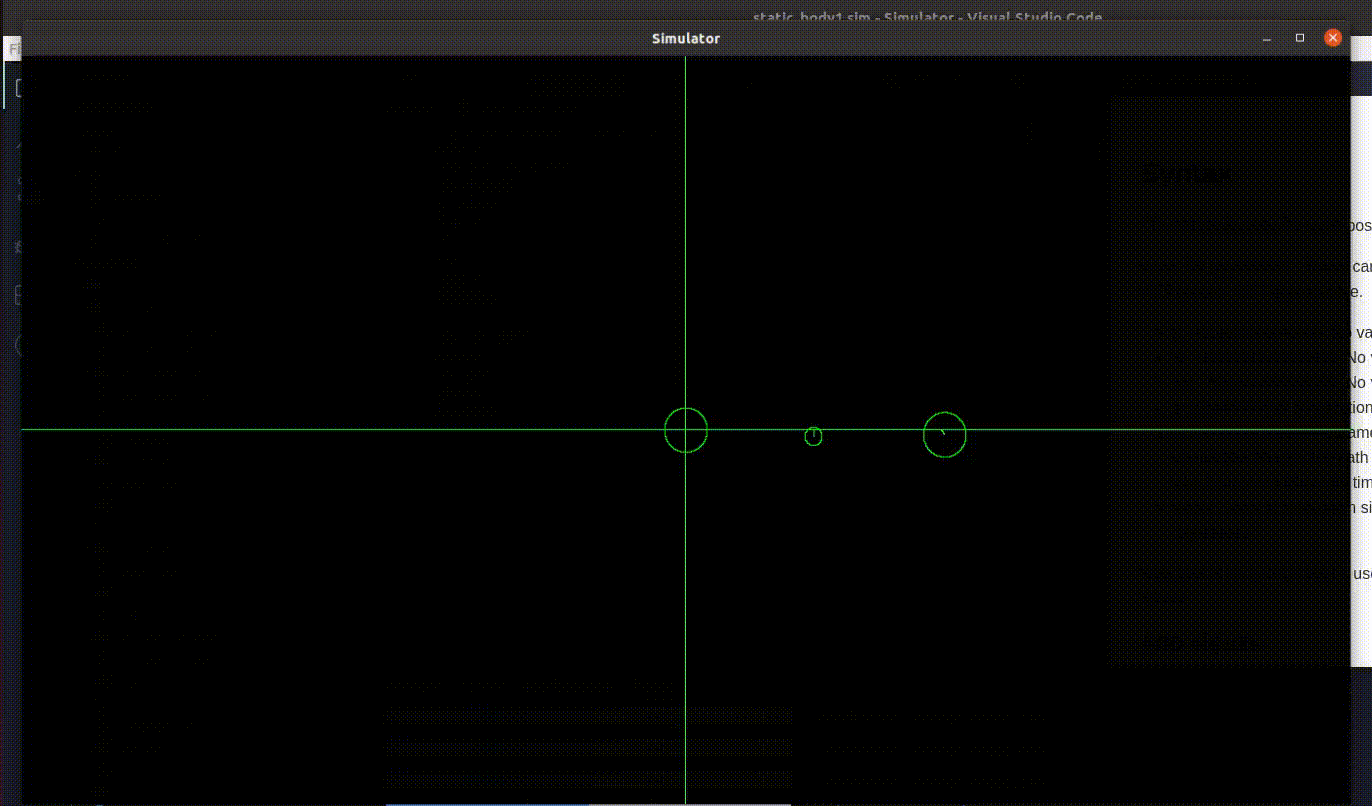 static_body1.sim - Simulator - Visual Studio Code
Simulator
Fi
pos
car
e.
va
No
No
tion
ame
ath
tim
n si
use